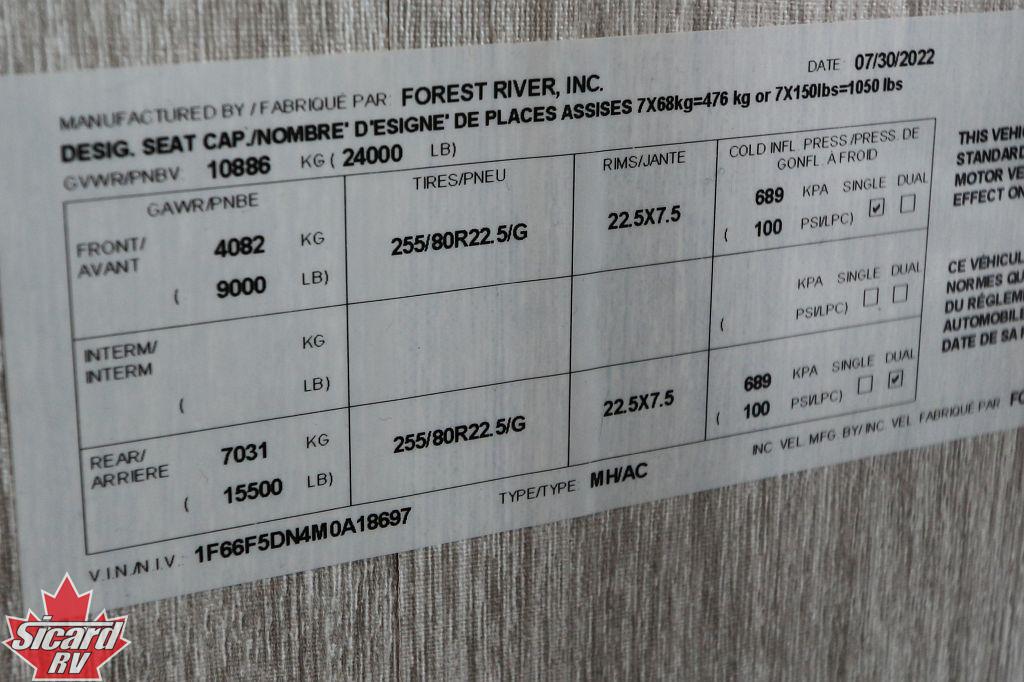 DATE 07/30/2022
MANUFACTURED BY / FABRIQUÉ PAR FOREST RIVER, INC.
DESIG. SEAT CAP./NOMBRE' D'ESIGNE' DE PLACES ASSISES 7X68kg=476 kg or 7X150lbs=1050 lbs
GVWR/PNBV 10886 KG ( 24000 LB)
GAWR/PNBE TIRES/PNEU RIMS/JANTE COLD INFL. PRESS./PRESS. DE GONFL. À FROID
FRONT/ AVANT 4082 KG 255/80R22.5/G 22.5X7.5 689 KPA SINGLE DUAL
( 9000 LB) ( 100 PSI/LPC)
INTERM/ INTERM KG KPA SINGLE DUAL
( LB) ( PSI/LPC)
REAR/ ARRIERE 7031 KG 255/80R22.5/G 22.5X7.5 689 KPA SINGLE DUAL
( 15500 LB) ( 100 PSI/LPC)
V.I.N./N.I.V.: 1F66F5DN4M0A18697 TYPE/TYPE MH/AC INC. VEL. MFG. BY/ INC. VEL. FABRIQUÉ PAR FO
THIS VEHI
STANDARD
MOTOR VE
EFFECT ON
CE VÉHICUL
NORMES QU
DU RÉGLEM
AUTOMOBILE
DATE DE SA
Sicard
RV